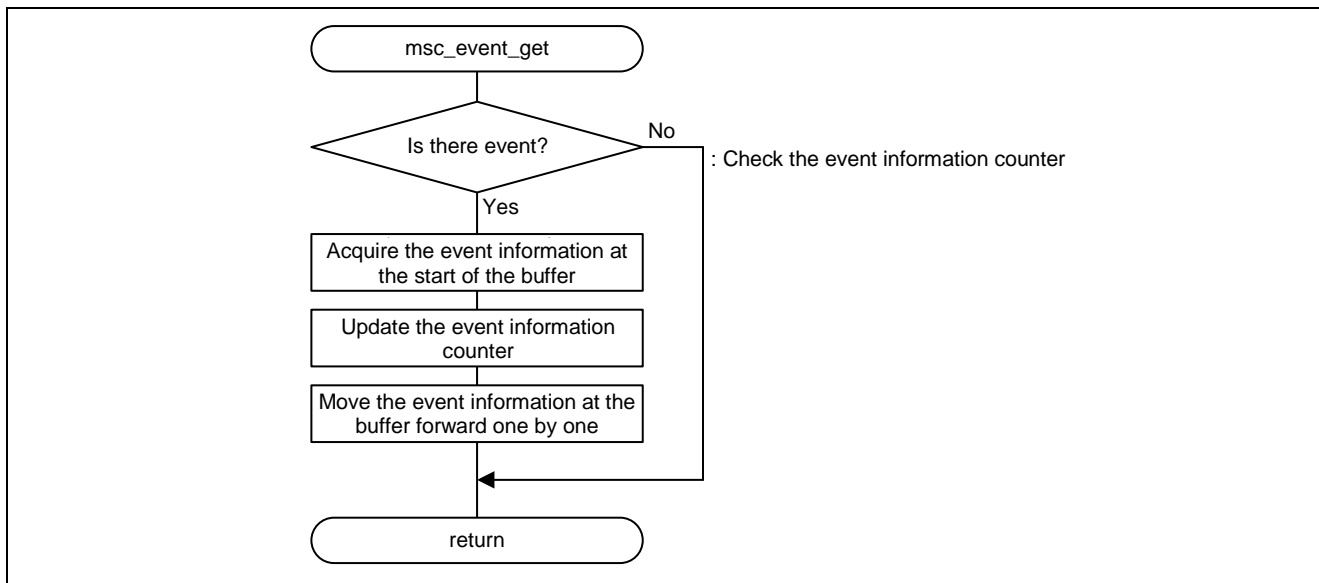 msc_event_get
Is there event?
No
: Check the event information counter
Yes
Acquire the event information at
the start of the buffer
Update the event information
counter
Move the event information at the
buffer forward one by one
return